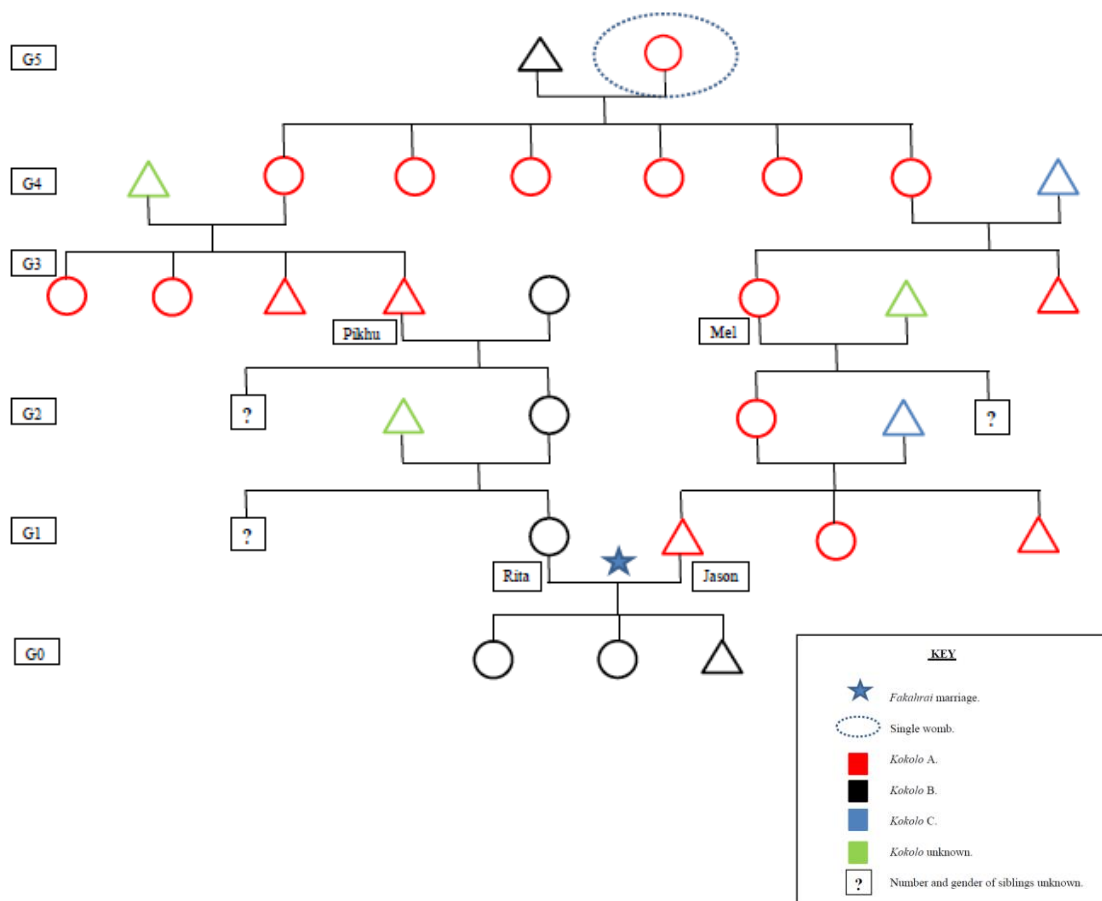 G5
G4
G3
Pikhu
Mel
G2
?
?
G1
?
Rita
Jason
G0
KEY
Fakahrai marriage.
Single womb.
Kokolo A.
Kokolo B.
Kokolo C.
Kokolo unknown.
? Number and gender of siblings unknown.